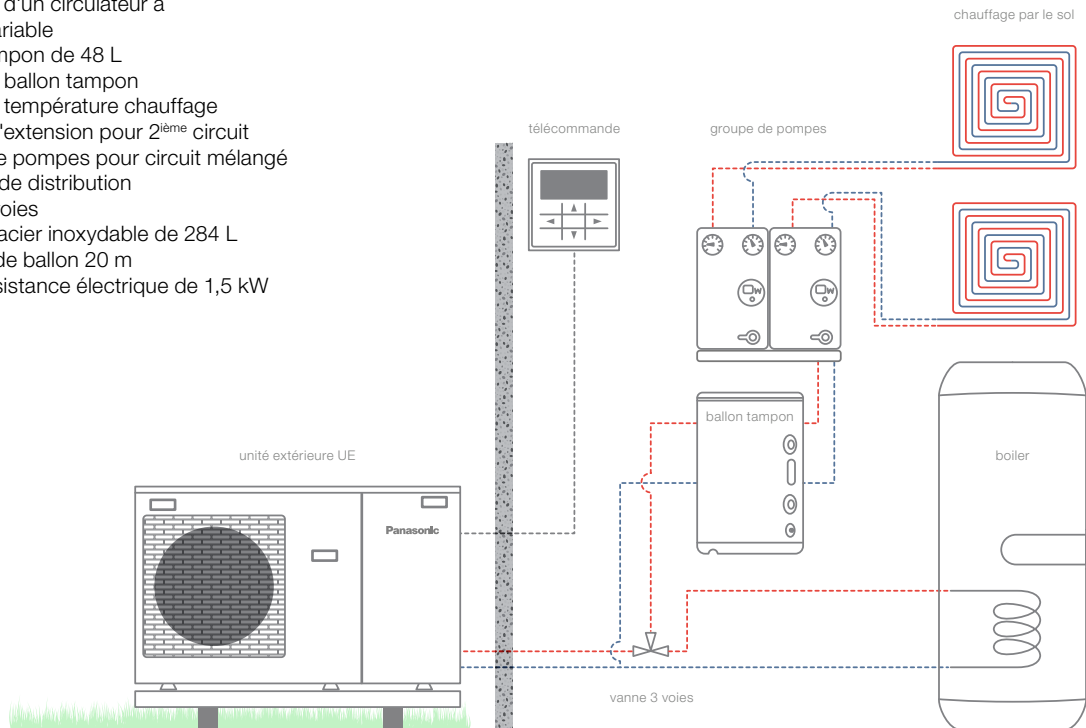 d'un circulateur à
ariable
mpon de 48 L
ballon tampon
température chauffage
'extension pour 2ième circuit
e pompes pour circuit mélangé
de distribution
oies
acier inoxydable de 284 L
de ballon 20 m
sistance électrique de 1,5 kW
chauffage par le sol
télécommande
groupe de pompes
ballon tampon
unité extérieure UE
boiler
Panasonic
vanne 3 voies